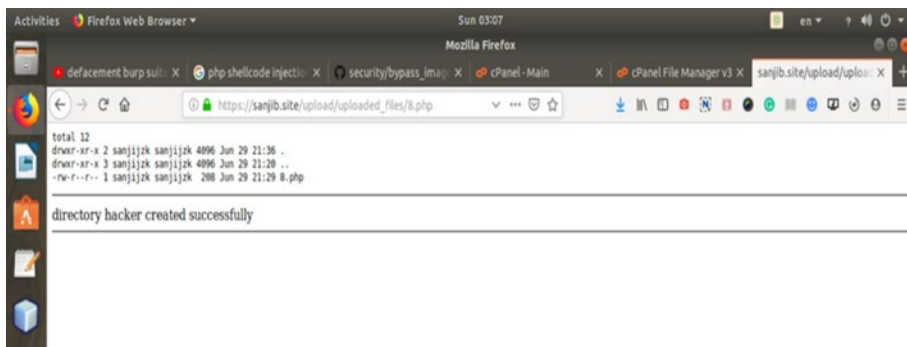 Activities Firefox Web Browser Sun 03:07 en
Mozilla Firefox
defacement burp suit php shellcode injectio security/bypass_imag cPanel - Main cPanel File Manager v3 sanjib.site/upload/uploa
https://sanjib.site/upload/uploaded_files/8.php
total 12
drwxr-xr-x 2 sanjijzk sanjijzk 4096 Jun 29 21:36 .
drwxr-xr-x 3 sanjijzk sanjijzk 4096 Jun 29 21:20 ..
-rw-r--r-- 1 sanjijzk sanjijzk 208 Jun 29 21:29 8.php
directory hacker created successfully